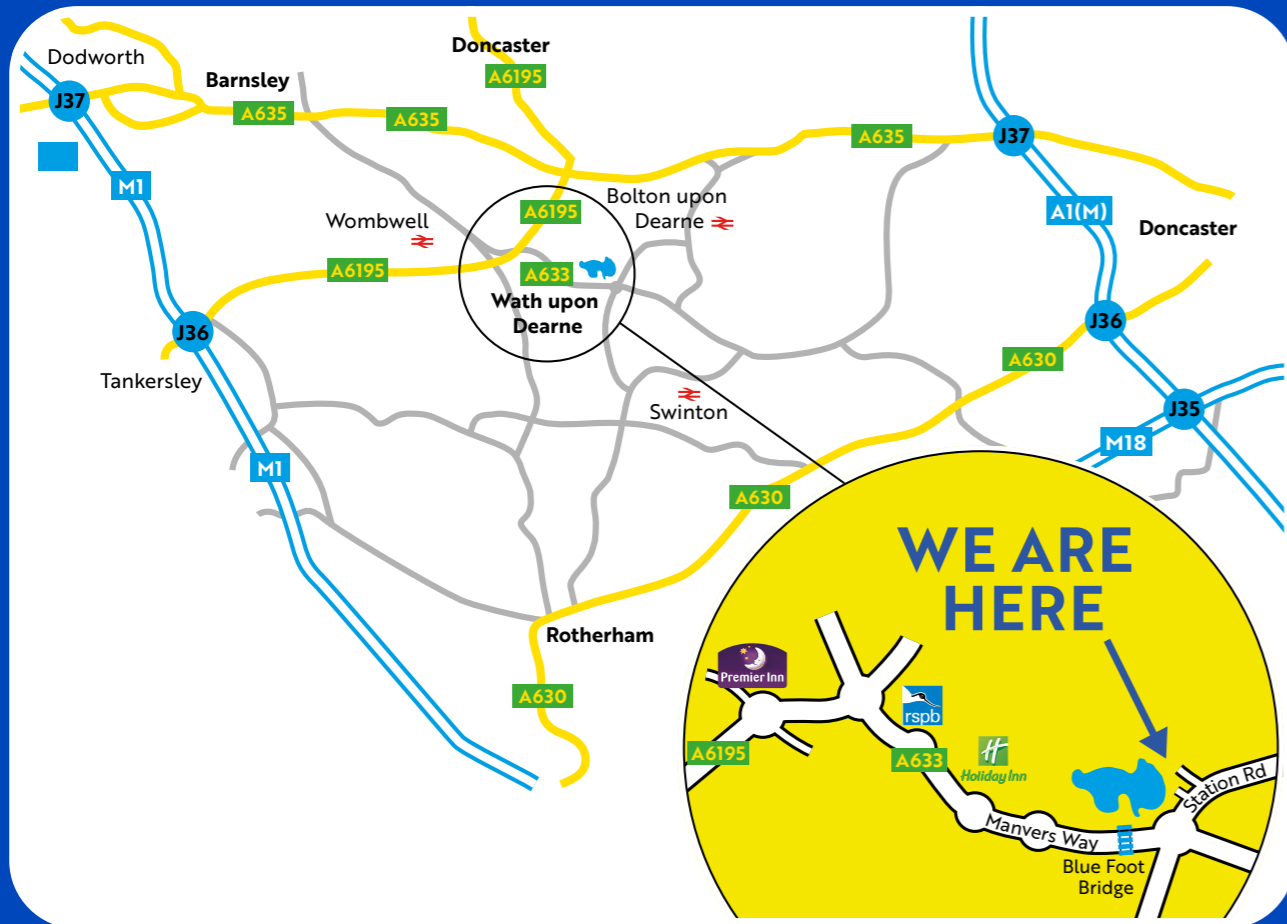 Dodworth
Doncaster
A6195
Barnsley
J37
A635
A635
A635
J37
M1
Bolton upon
Dearne
Wombwell
A6195
A1(M)
Doncaster
A6195
A633
Wath upon
Dearne
J36
J36
A630
Tankersley
Swinton
J35
M18
M1
A630
WE ARE
HERE
Rotherham
A630
Premier Inn
rspb
A6195
A633
H
Holiday Inn
Station Rd
Manvers Way
Blue Foot
Bridge